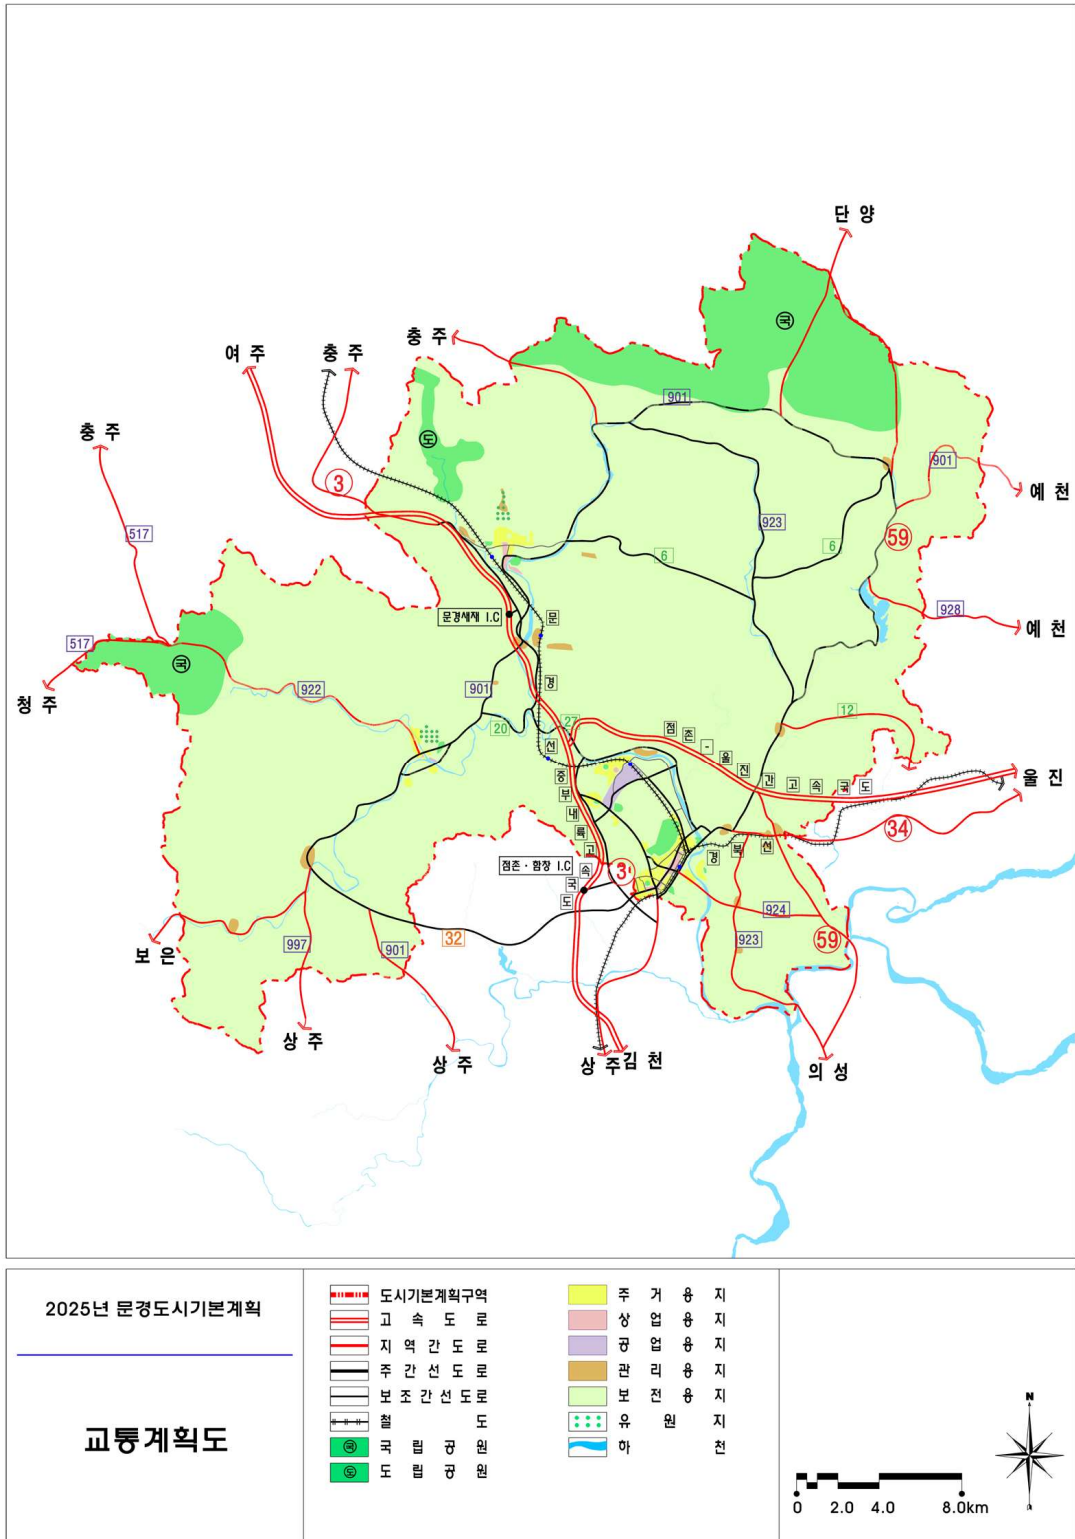 단 양
충 주
여 주
충 주
국
901
충 주
도
901
예 천
3
923
517
59
6
6
928
예 천
문경새재 I.C
문
517
국
922
901
경
청 주
20
27
12
점촌-울진간고속국도
선
울 진
중부내륙고속국도
34
경북선
점촌·함창 I.C
3
924
59
923
32
997
901
보 은
상 주
상 주
상 주
김 천
의 성
2025년 문경도시기본계획
교통계획도
도시기본계획구역
고 속 도 로
지 역 간 도 로
주 간 선 도 로
보 조 간 선 도 로
철 도
국 국 립 공 원
도 도 립 공 원
주 거 용 지
상 업 용 지
공 업 용 지
관 리 용 지
보 전 용 지
유 원 지
하 천
N
0 2.0 4.0 8.0km